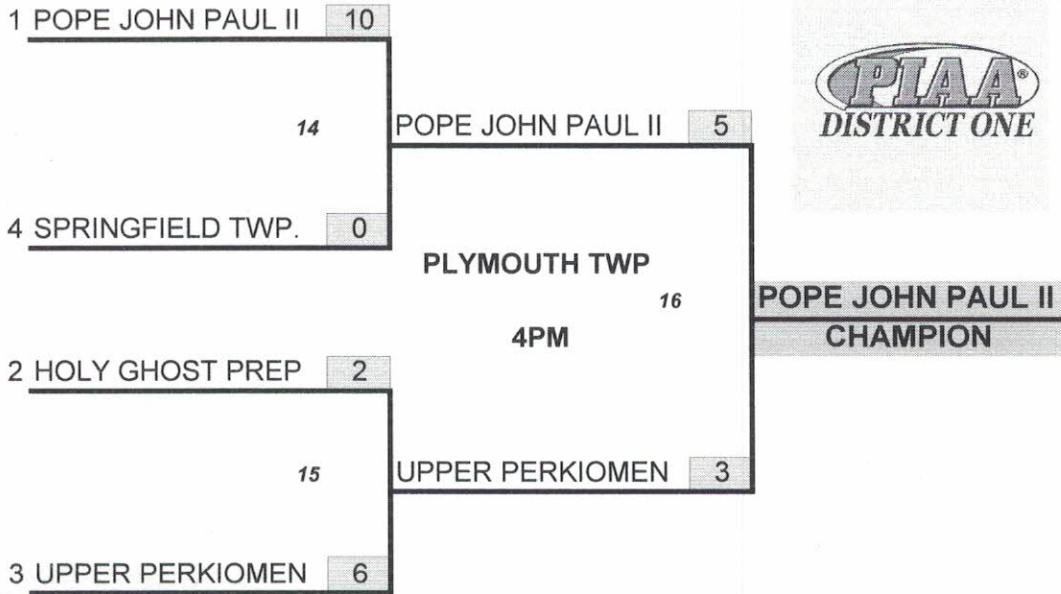 1 POPE JOHN PAUL II 10
PIAA®
DISTRICT ONE
14
POPE JOHN PAUL II 5
4 SPRINGFIELD TWP. 0
PLYMOUTH TWP
16
POPE JOHN PAUL II
4PM
CHAMPION
2 HOLY GHOST PREP 2
15
UPPER PERKIOMEN 3
3 UPPER PERKIOMEN 6